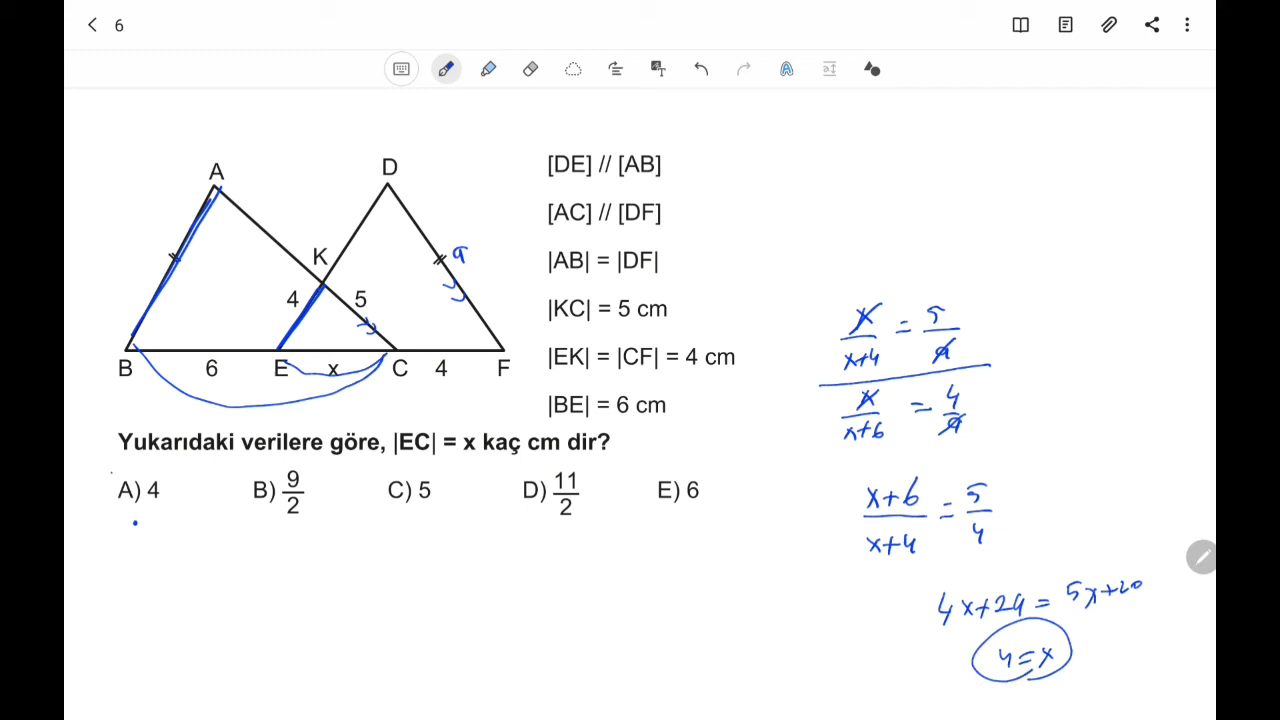 6
A
D
K
4
5
a
B
6
E
x
C
4
F
[DE] // [AB]
[AC] // [DF]
|AB| = |DF|
|KC| = 5 cm
|EK| = |CF| = 4 cm
|BE| = 6 cm
Yukarıdaki verilere göre, |EC| = x kaç cm dir?
A) 4 B) 9/2 C) 5 D) 11/2 E) 6
x/x+4 = 5/a
x/x+6 = 4/a
x+6/x+4 = 5/4
4x+24 = 5x+20
4=x